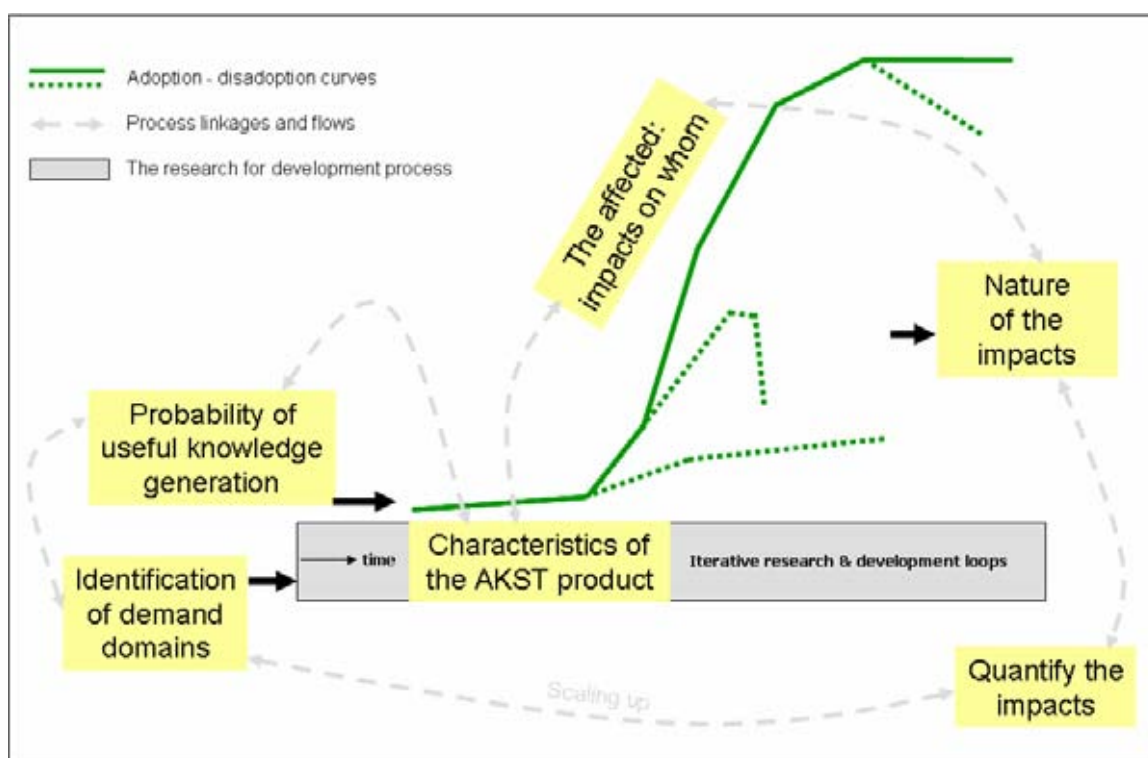 Adoption - disadoption curves
Process linkages and flows
The research for development process
The affected:
impacts on whom
Nature
of the
impacts
Probability of
useful knowledge
generation
time
Characteristics of
the AKST product
Iterative research & development loops
Identification
of demand
domains
Scaling up
Quantify the
impacts